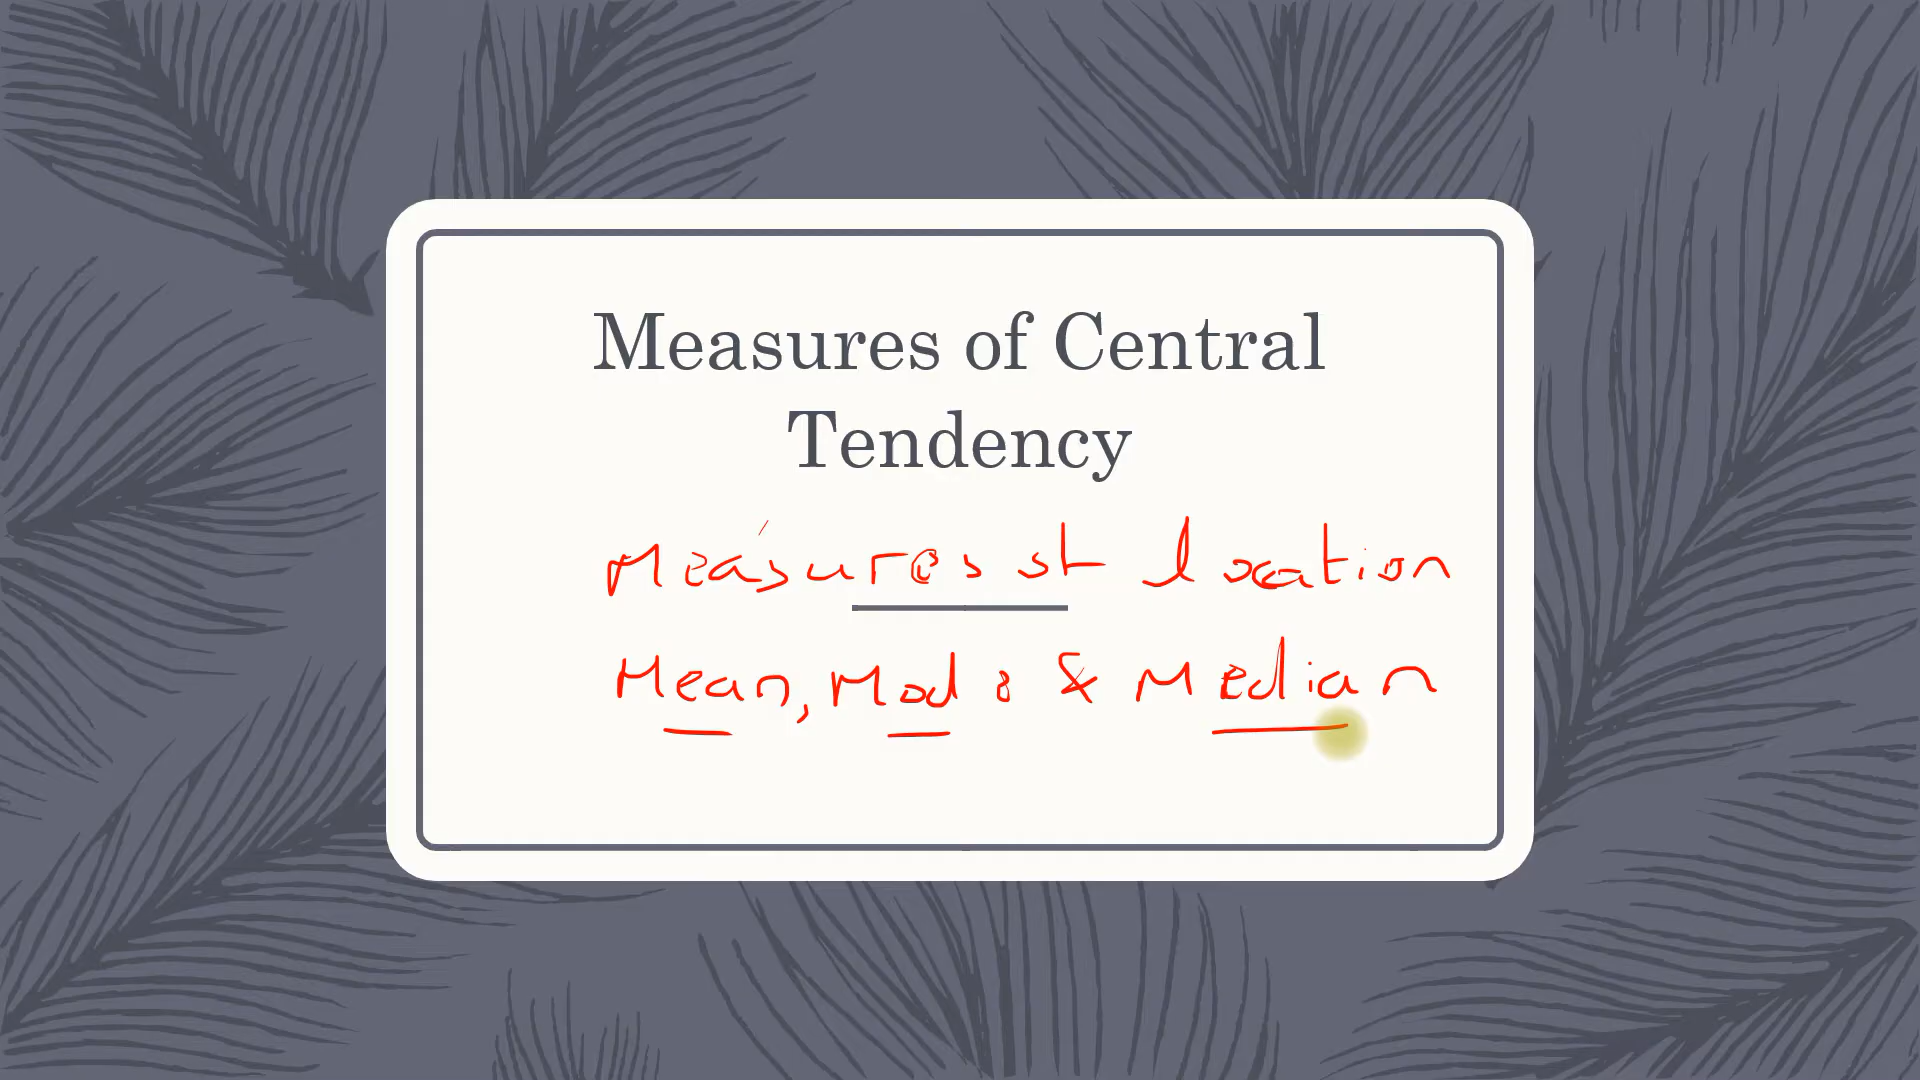 Measures of Central
Tendency
Measures of location
Mean, Mode & Median